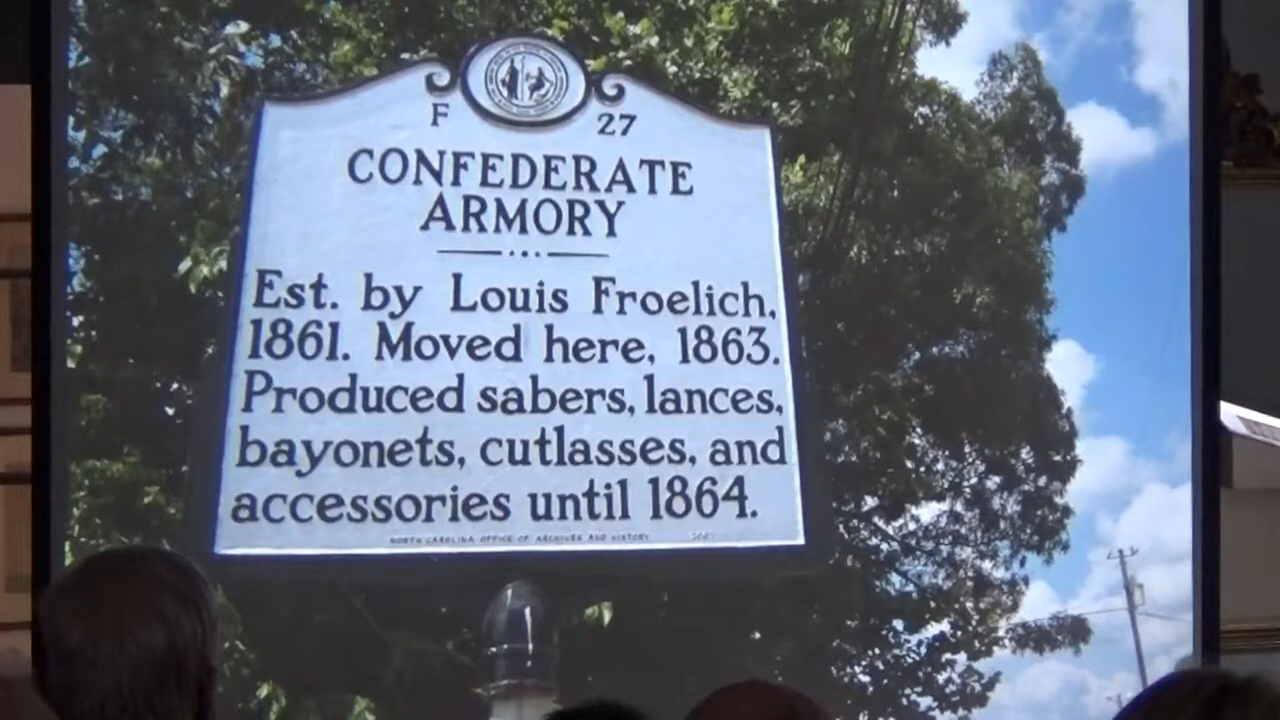 F 27
CONFEDERATE
ARMORY
Est. by Louis Froelich,
1861. Moved here, 1863.
Produced sabers, lances,
bayonets, cutlasses, and
accessories until 1864.
NORTH CAROLINA OFFICE OF ARCHIVES AND HISTORY